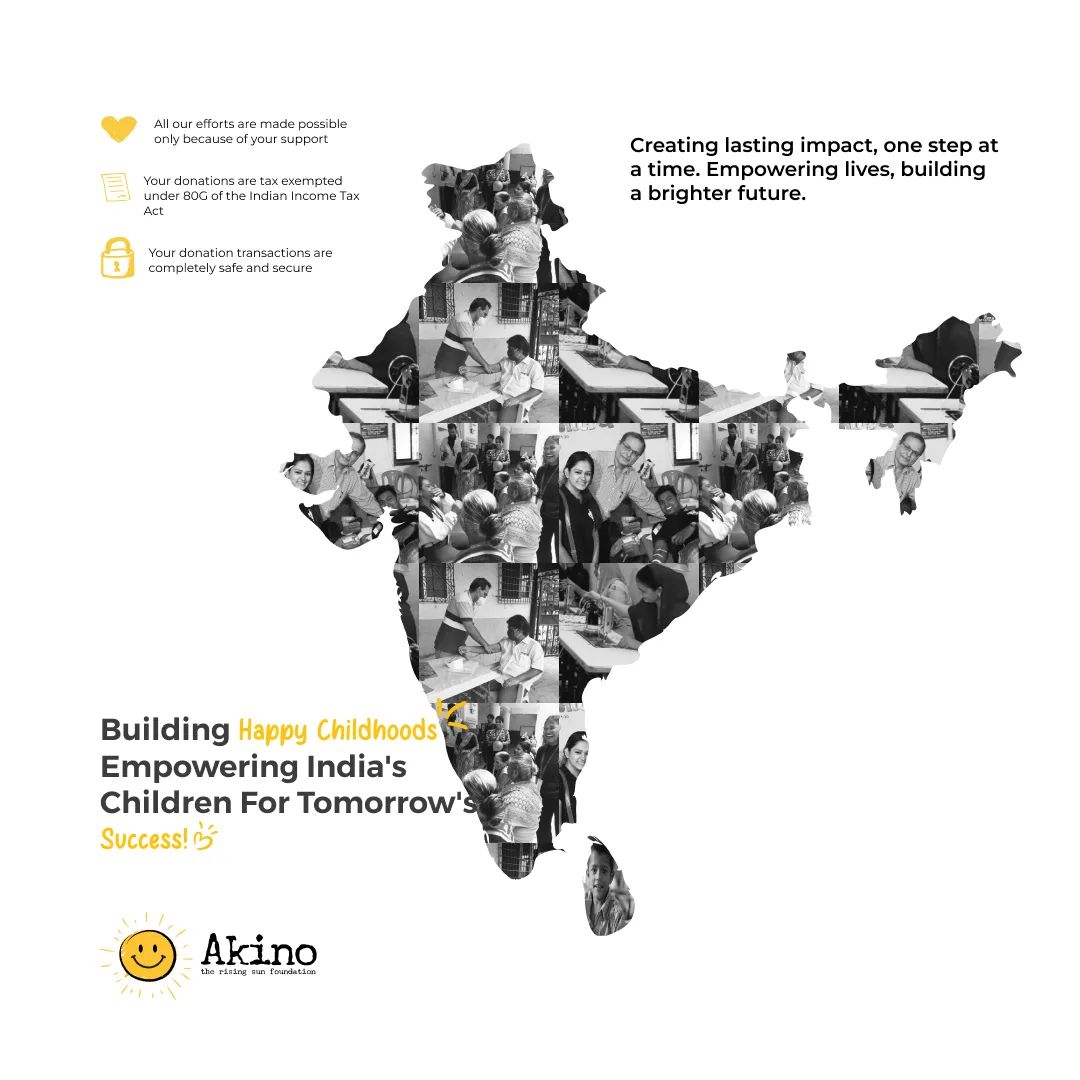 All our efforts are made possible
only because of your support
Your donations are tax exempted
under 80G of the Indian Income Tax
Act
Your donation transactions are
completely safe and secure
Creating lasting impact, one step at
a time. Empowering lives, building
a brighter future.
Building Happy Childhoods
Empowering India's
Children For Tomorrow's
Success!
Akino
the rising sun foundation